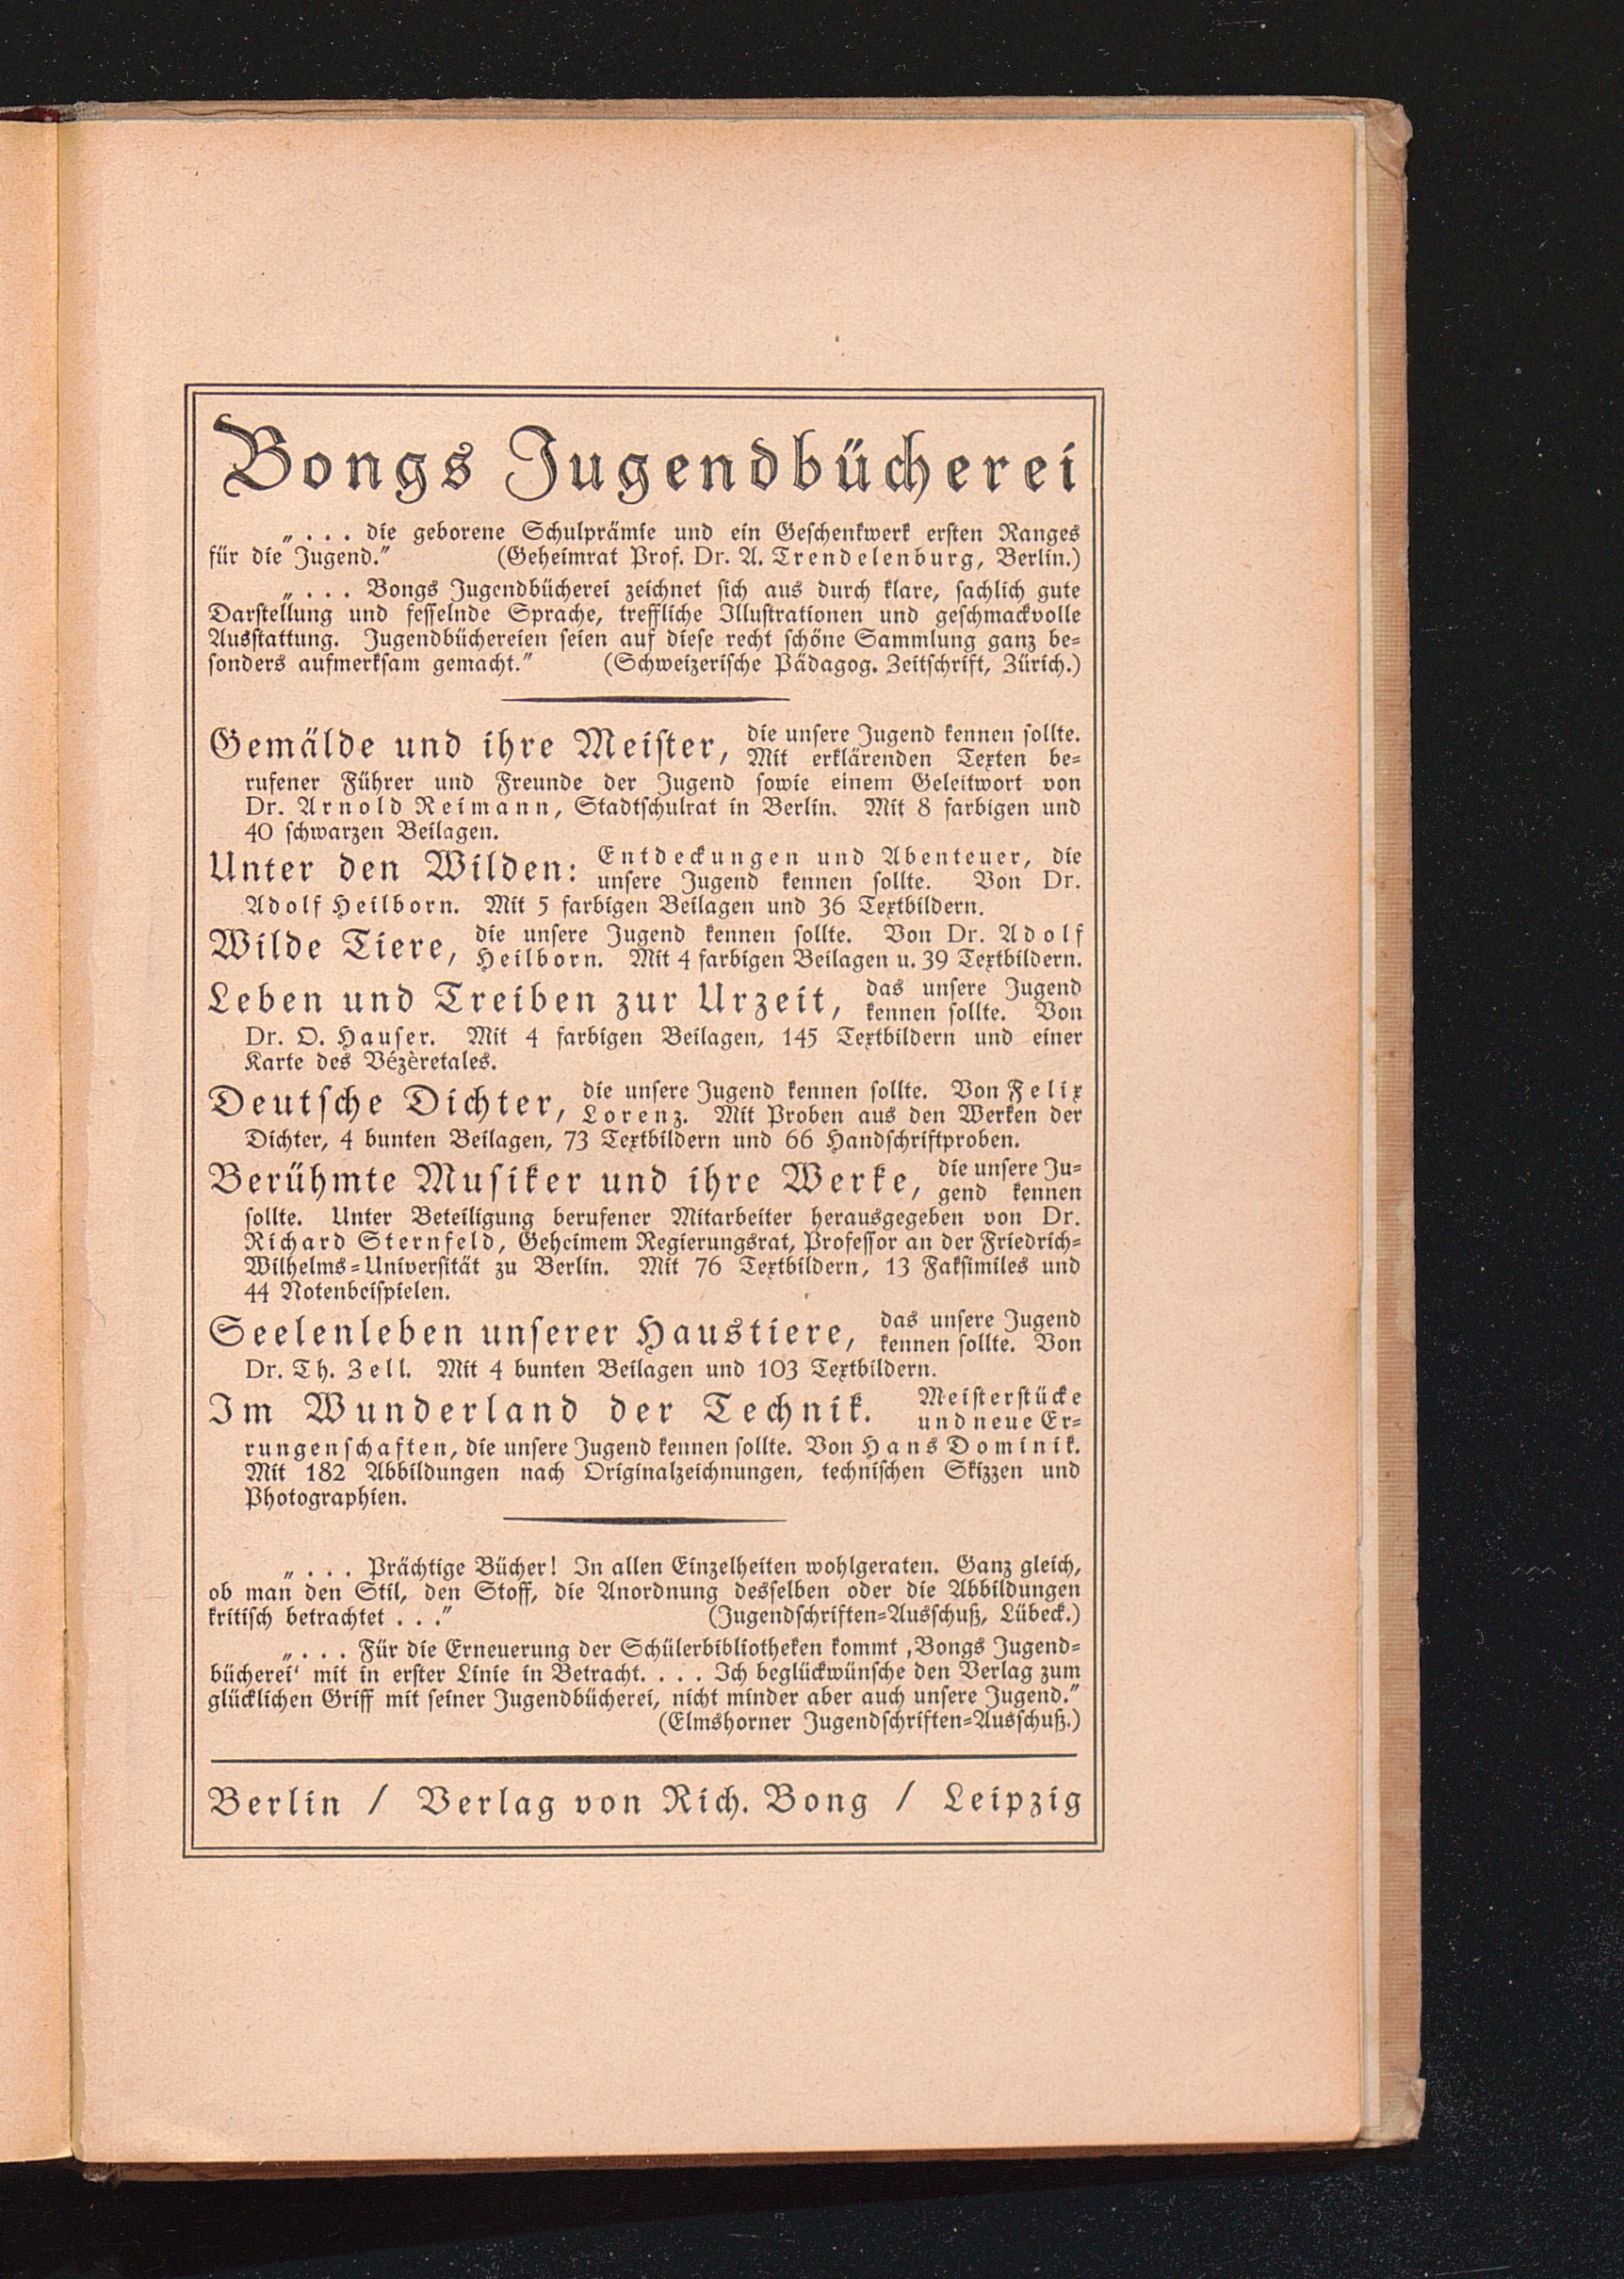 Bongs Jugendbücherei
„. . . die geborene Schulprämie und ein Geschenkwerk ersten Ranges
für die Jugend.” (Geheimrat Prof. Dr. A. Trendelenburg, Berlin.)
„. . . Bongs Jugendbücherei zeichnet sich aus durch klare, sachlich gute
Darstellung und fesselnde Sprache, treffliche Illustrationen und geschmackvolle
Ausstattung. Jugendbüchereien seien auf diese recht schöne Sammlung ganz be-
sonders aufmerksam gemacht.” (Schweizerische Pädagog. Zeitschrift, Zürich.)
Gemälde und ihre Meister, die unsere Jugend kennen sollte.
Mit erklärenden Texten be-
rufener Führer und Freunde der Jugend sowie einem Geleitwort von
Dr. Arnold Reimann, Stadtschulrat in Berlin. Mit 8 farbigen und
40 schwarzen Beilagen.
Unter den Wilden: Entdeckungen und Abenteuer, die
unsere Jugend kennen sollte. Von Dr.
Adolf Heilborn. Mit 5 farbigen Beilagen und 36 Textbildern.
Wilde Tiere, die unsere Jugend kennen sollte. Von Dr. Adolf
Heilborn. Mit 4 farbigen Beilagen u. 39 Textbildern.
Leben und Treiben zur Urzeit, das unsere Jugend
kennen sollte. Von
Dr. O. Hauser. Mit 4 farbigen Beilagen, 145 Textbildern und einer
Karte des Vézèretales.
Deutsche Dichter, die unsere Jugend kennen sollte. Von Felix
Lorenz. Mit Proben aus den Werken der
Dichter, 4 bunten Beilagen, 73 Textbildern und 66 Handschriftproben.
Berühmte Musiker und ihre Werke, die unsere Ju-
gend kennen
sollte. Unter Beteiligung berufener Mitarbeiter herausgegeben von Dr.
Richard Sternfeld, Geheimem Regierungsrat, Professor an der Friedrich-
Wilhelms-Universität zu Berlin. Mit 76 Textbildern, 13 Faksimiles und
44 Notenbeispielen.
Seelenleben unserer Haustiere, das unsere Jugend
kennen sollte. Von
Dr. Th. Zell. Mit 4 bunten Beilagen und 103 Textbildern.
Im Wunderland der Technik. Meisterstücke
und neue Er-
rungenschaften, die unsere Jugend kennen sollte. Von Hans Dominik.
Mit 182 Abbildungen nach Originalzeichnungen, technischen Skizzen und
Photographien.
„. . . Prächtige Bücher! In allen Einzelheiten wohlgeraten. Ganz gleich,
ob man den Stil, den Stoff, die Anordnung desselben oder die Abbildungen
kritisch betrachtet . . .” (Jugendschriften-Ausschuß, Lübeck.)
„. . . Für die Erneuerung der Schülerbibliotheken kommt ‚Bongs Jugend-
bücherei‘ mit in erster Linie in Betracht. . . . Ich beglückwünsche den Verlag zum
glücklichen Griff mit seiner Jugendbücherei, nicht minder aber auch unsere Jugend.”
(Elmshorner Jugendschriften-Ausschuß.)
Berlin / Verlag von Rich. Bong / Leipzig